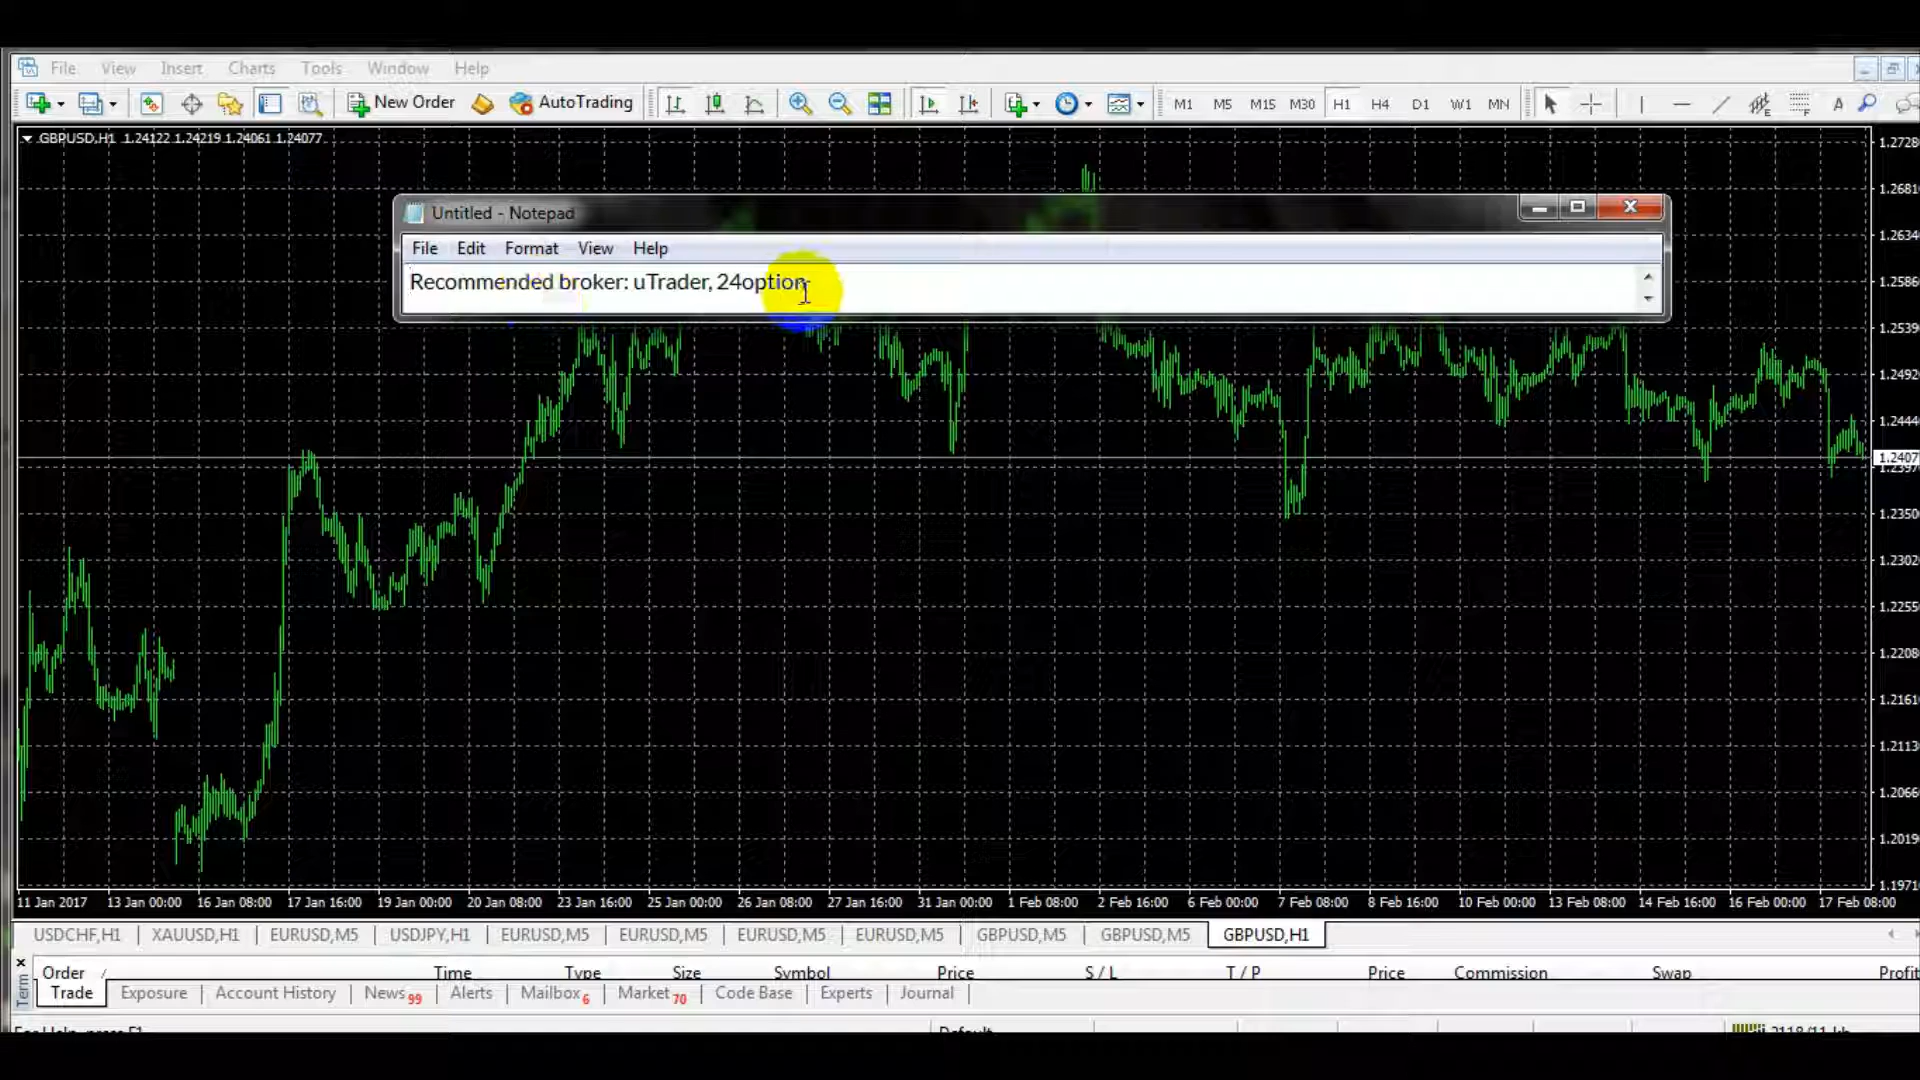 File View Insert Charts Tools Window Help
New Order AutoTrading M1 M5 M15 M30 H1 H4 D1 W1 MN A
GBPUSD,H1 1.24122 1.24219 1.24061 1.24077
Untitled - Notepad
File Edit Format View Help
Recommended broker: uTrader, 24option
1.2728
1.2681
1.2634
1.2586
1.2539
1.2492
1.2444
1.2407
1.2397
1.2350
1.2302
1.2255
1.2208
1.2161
1.2113
1.2066
1.2019
1.1971
11 Jan 2017 13 Jan 00:00 16 Jan 08:00 17 Jan 16:00 19 Jan 00:00 20 Jan 08:00 23 Jan 16:00 25 Jan 00:00 26 Jan 08:00 27 Jan 16:00 31 Jan 00:00 1 Feb 08:00 2 Feb 16:00 6 Feb 00:00 7 Feb 08:00 8 Feb 16:00 10 Feb 00:00 13 Feb 08:00 14 Feb 16:00 16 Feb 00:00 17 Feb 08:00
USDCHF,H1 XAUUSD,H1 EURUSD,M5 USDJPY,H1 EURUSD,M5 EURUSD,M5 EURUSD,M5 EURUSD,M5 GBPUSD,M5 GBPUSD,M5 GBPUSD,H1
Order / Time Type Size Symbol Price S / L T / P Price Commission Swap Profit
Term
Trade Exposure Account History News 99 Alerts Mailbox 6 Market 70 Code Base Experts Journal
For Help, press F1 Default